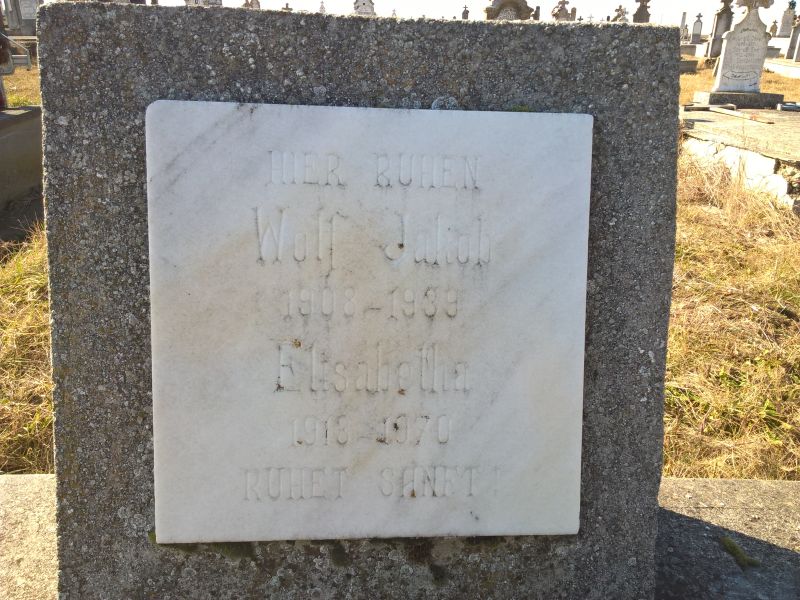 HIER RUHEN
Wolf Jakob
1908-1939
Elisabetha
1913-1970
RUHET SANFT!